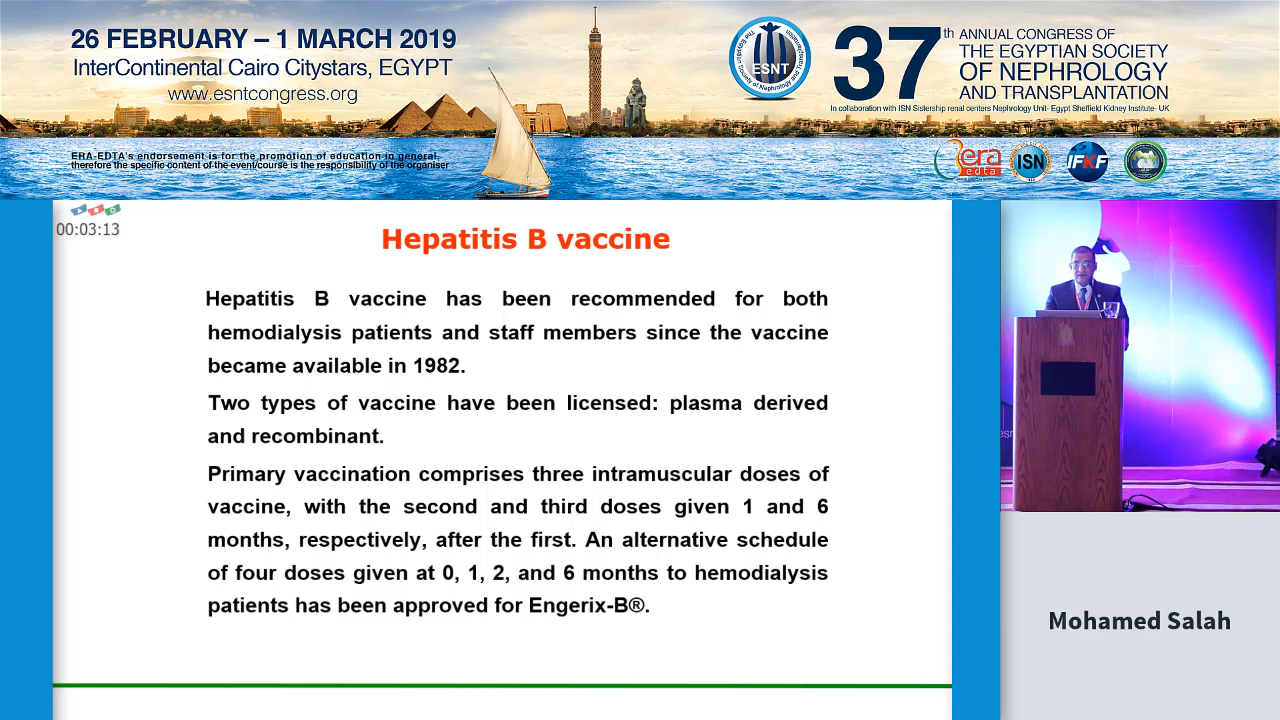 26 FEBRUARY – 1 MARCH 2019
InterContinental Cairo Citystars, EGYPT
www.esntcongress.org
ERA-EDTA's endorsement is for the promotion of education in general,
therefore the specific content of the event/course is the responsibility of the organiser
The Egyptian Society of Nephrology and Transplantation
ESNT
37th
ANNUAL CONGRESS OF
THE EGYPTIAN SOCIETY
OF NEPHROLOGY
AND TRANSPLANTATION
In collaboration with ISN Sistership renal centers Nephrology Unit- Egypt Sheffield Kidney Institute- UK
era
edta
ISN
IFKF
00:03:13
Hepatitis B vaccine
Hepatitis B vaccine has been recommended for both
hemodialysis patients and staff members since the vaccine
became available in 1982.
Two types of vaccine have been licensed: plasma derived
and recombinant.
Primary vaccination comprises three intramuscular doses of
vaccine, with the second and third doses given 1 and 6
months, respectively, after the first. An alternative schedule
of four doses given at 0, 1, 2, and 6 months to hemodialysis
patients has been approved for Engerix-B®.
Mohamed Salah